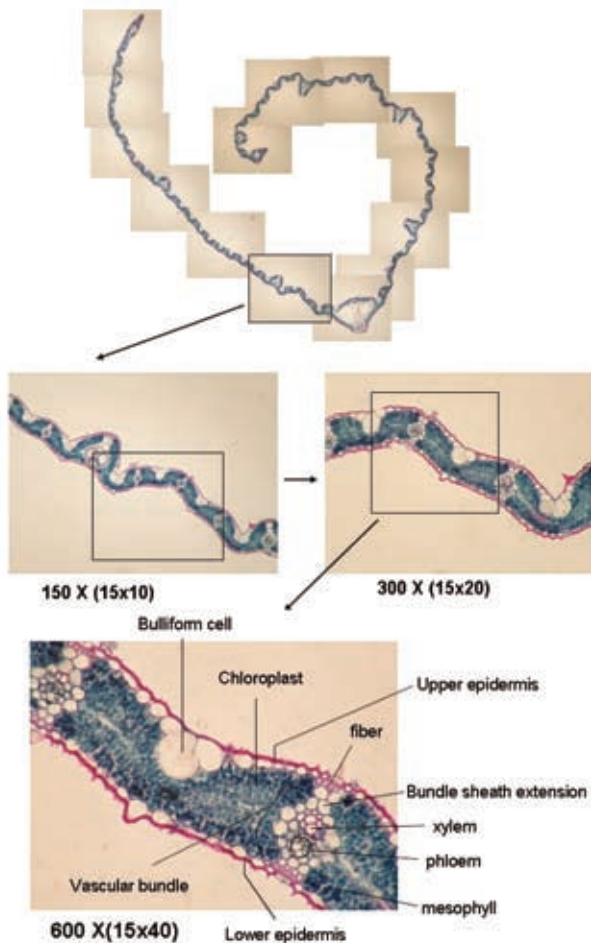 150 X (15x10)
300 X (15x20)
Bulliform cell
Chloroplast
Upper epidermis
fiber
Bundle sheath extension
xylem
phloem
Vascular bundle
mesophyll
600 X(15x40)
Lower epidermis